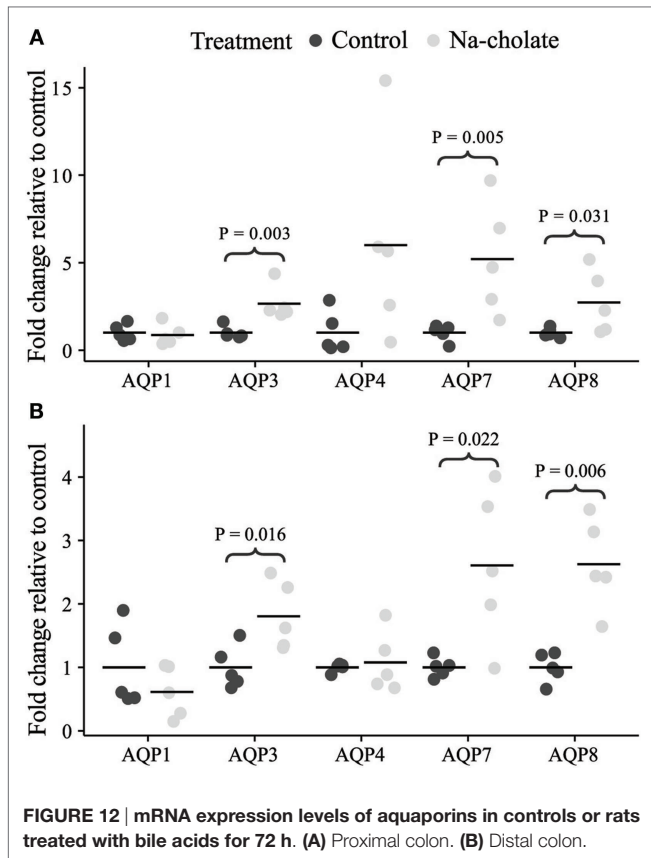 A
Treatment Control Na-cholate
Fold change relative to control
15
10
5
0
P = 0.003
P = 0.005
P = 0.031
AQP1 AQP3 AQP4 AQP7 AQP8
B
Fold change relative to control
4
3
2
1
0
P = 0.016
P = 0.022
P = 0.006
AQP1 AQP3 AQP4 AQP7 AQP8
FIGURE 12 | mRNA expression levels of aquaporins in controls or rats
treated with bile acids for 72 h. (A) Proximal colon. (B) Distal colon.